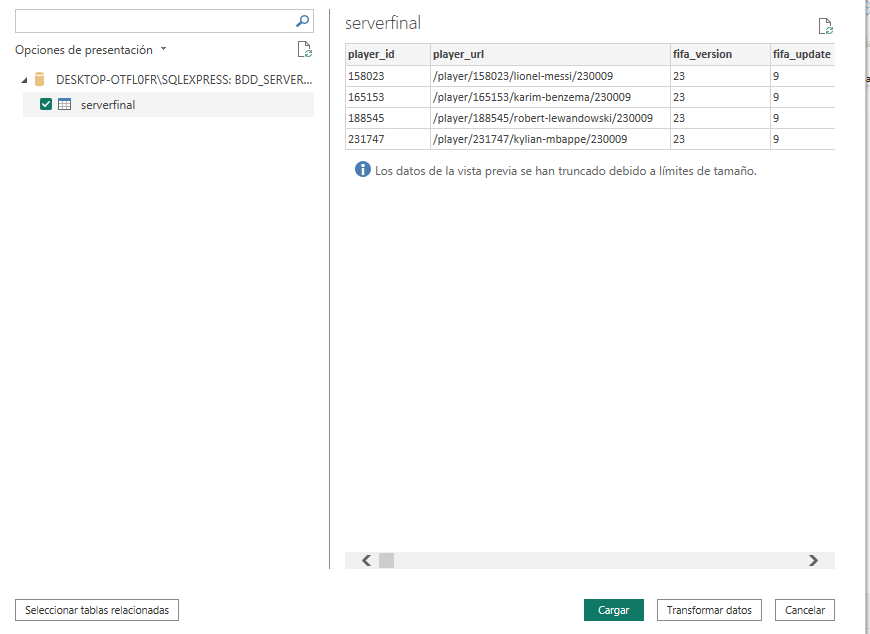 serverfinal
Opciones de presentación
DESKTOP-OTFL0FR\SQLEXPRESS: BDD_SERVER...
serverfinal
player_id player_url fifa_version fifa_update
158023 /player/158023/lionel-messi/230009 23 9
165153 /player/165153/karim-benzema/230009 23 9
188545 /player/188545/robert-lewandowski/230009 23 9
231747 /player/231747/kylian-mbappe/230009 23 9
Los datos de la vista previa se han truncado debido a límites de tamaño.
Seleccionar tablas relacionadas
Cargar
Transformar datos
Cancelar